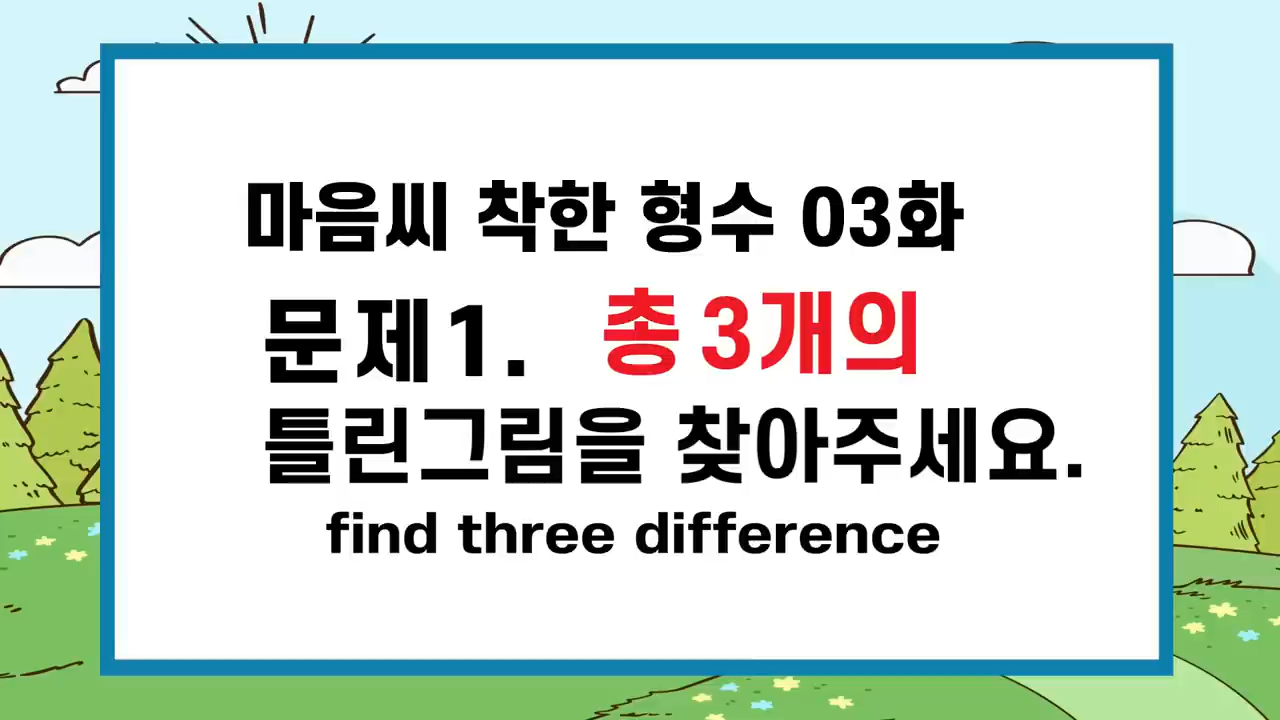 마음씨 착한 형수 03화
문제1. 총 3개의
틀린그림을 찾아주세요.
find three difference